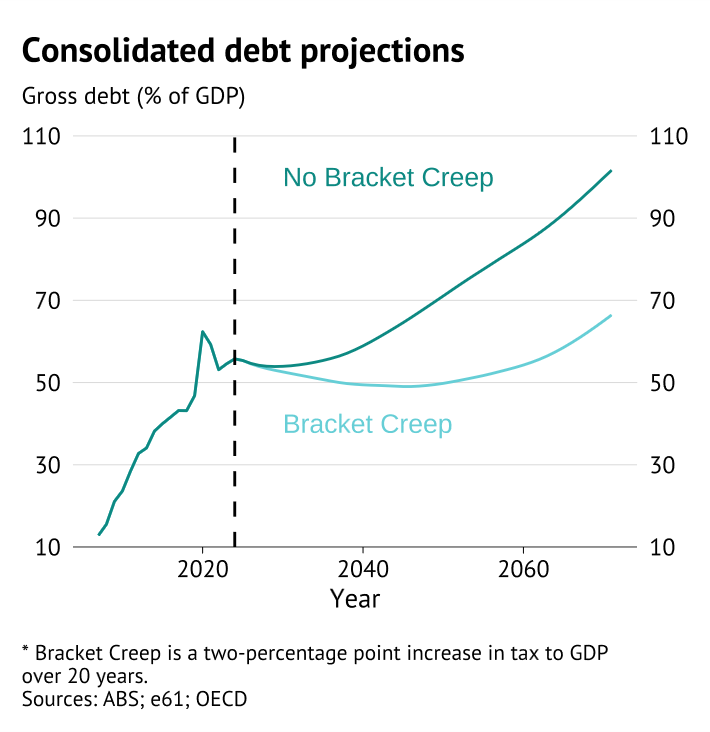 Consolidated debt projections
Gross debt (% of GDP)
110 110
No Bracket Creep
90 90
70 70
50 50
Bracket Creep
30 30
10 10
2020 2040 2060
Year
* Bracket Creep is a two-percentage point increase in tax to GDP
over 20 years.
Sources: ABS; e61; OECD